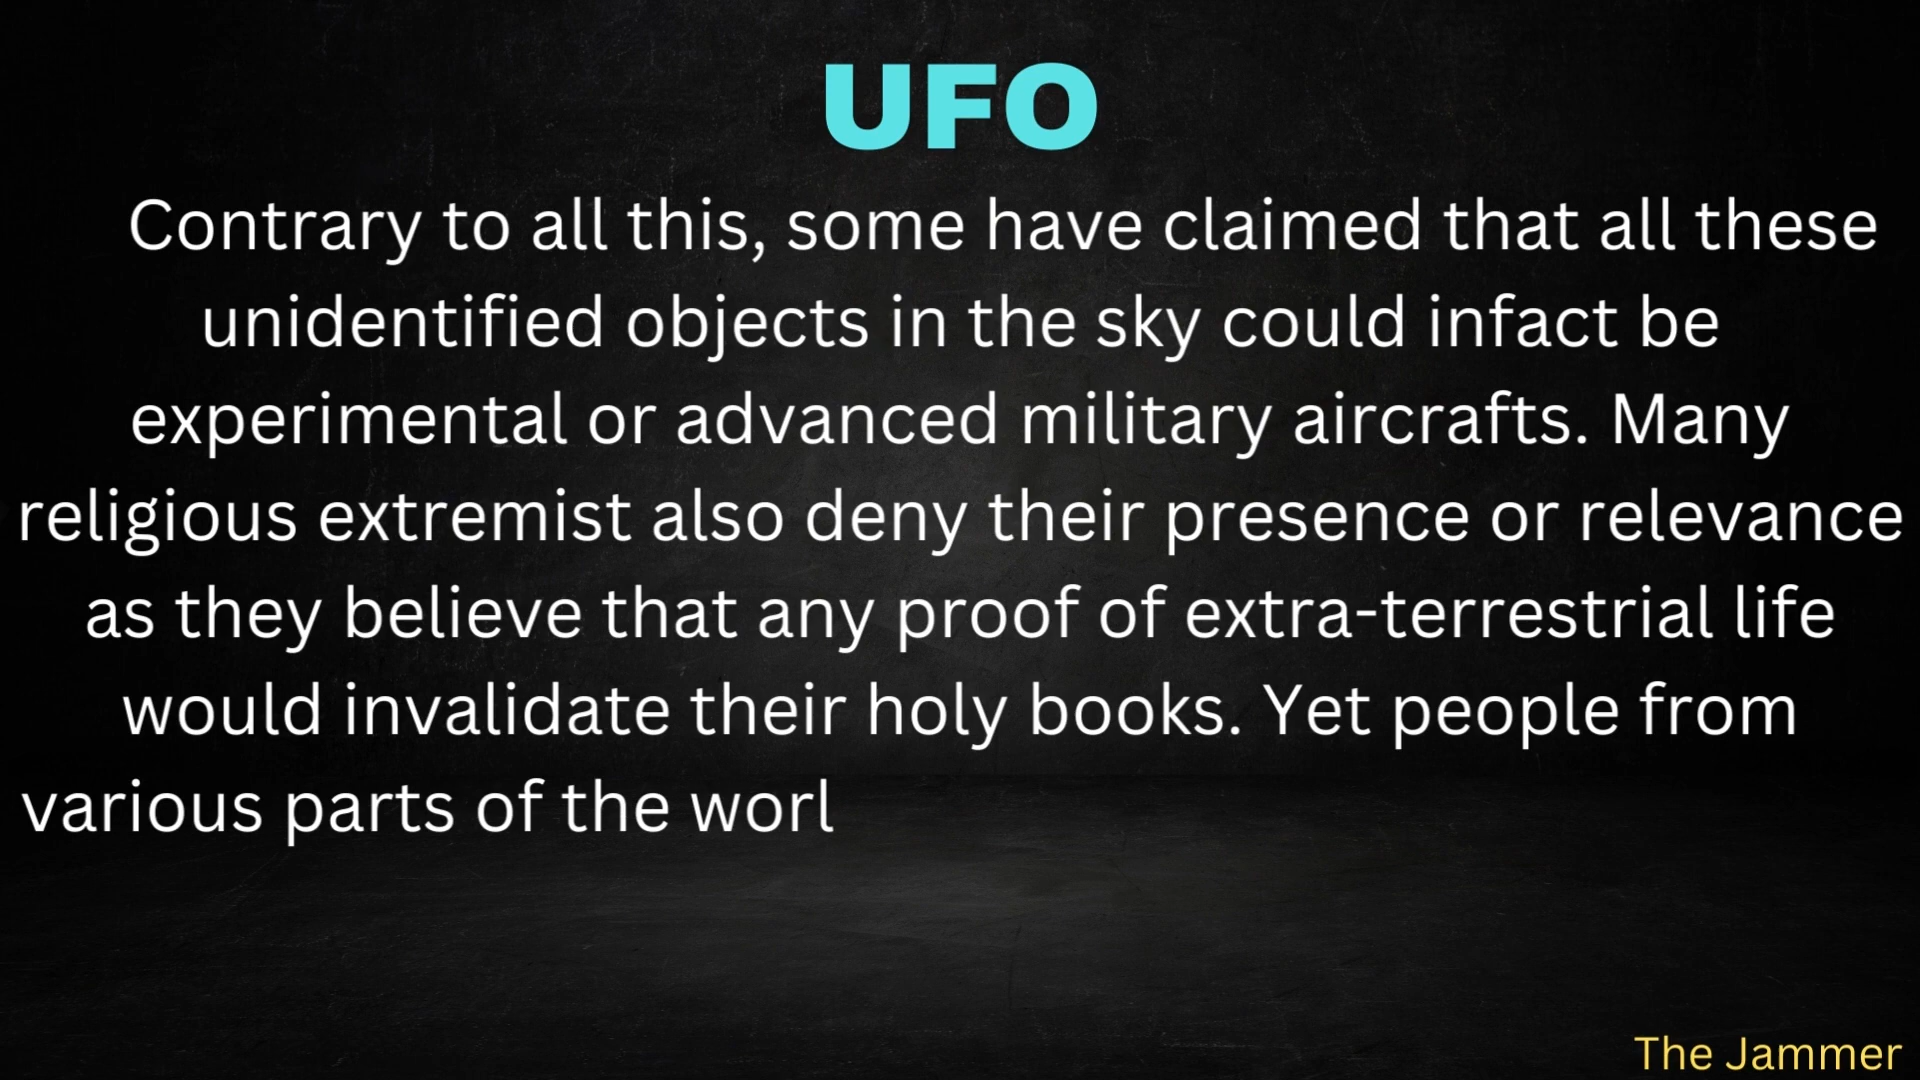 UFO
Contrary to all this, some have claimed that all these
unidentified objects in the sky could infact be
experimental or advanced military aircrafts. Many
religious extremist also deny their presence or relevance
as they believe that any proof of extra-terrestrial life
would invalidate their holy books. Yet people from
various parts of the worl
The Jammer